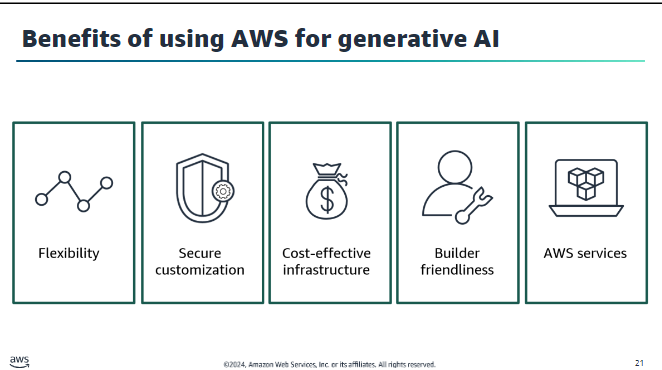 Benefits of using AWS for generative AI
Flexibility
Secure
customization
$
Cost-effective
infrastructure
Builder
friendliness
AWS services
aws
©2024, Amazon Web Services, Inc. or its affiliates. All rights reserved.
21